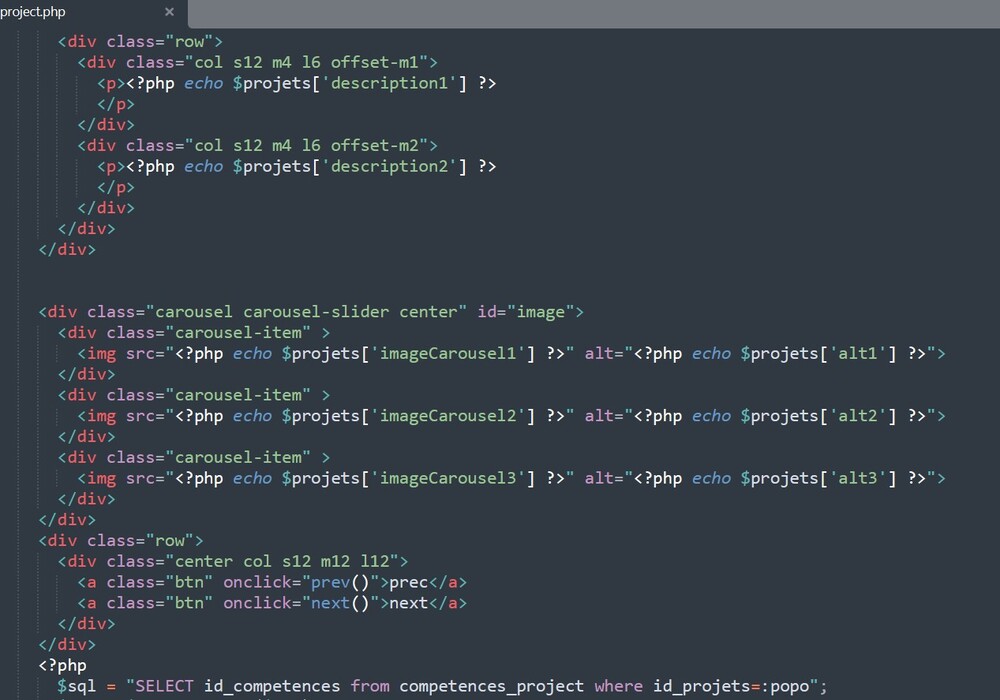 project.php ×
<div class="row">
<div class="col s12 m4 l6 offset-m1">
<p><?php echo $projets['description1'] ?>
</p>
</div>
<div class="col s12 m4 l6 offset-m2">
<p><?php echo $projets['description2'] ?>
</p>
</div>
</div>
</div>
<div class="carousel carousel-slider center" id="image">
<div class="carousel-item" >
<img src="<?php echo $projets['imageCarousel1'] ?>" alt="<?php echo $projets['alt1'] ?>">
</div>
<div class="carousel-item" >
<img src="<?php echo $projets['imageCarousel2'] ?>" alt="<?php echo $projets['alt2'] ?>">
</div>
<div class="carousel-item" >
<img src="<?php echo $projets['imageCarousel3'] ?>" alt="<?php echo $projets['alt3'] ?>">
</div>
</div>
<div class="row">
<div class="center col s12 m12 l12">
<a class="btn" onclick="prev()">prec</a>
<a class="btn" onclick="next()">next</a>
</div>
</div>
<?php
$sql = "SELECT id_competences from competences_project where id_projets=:popo";